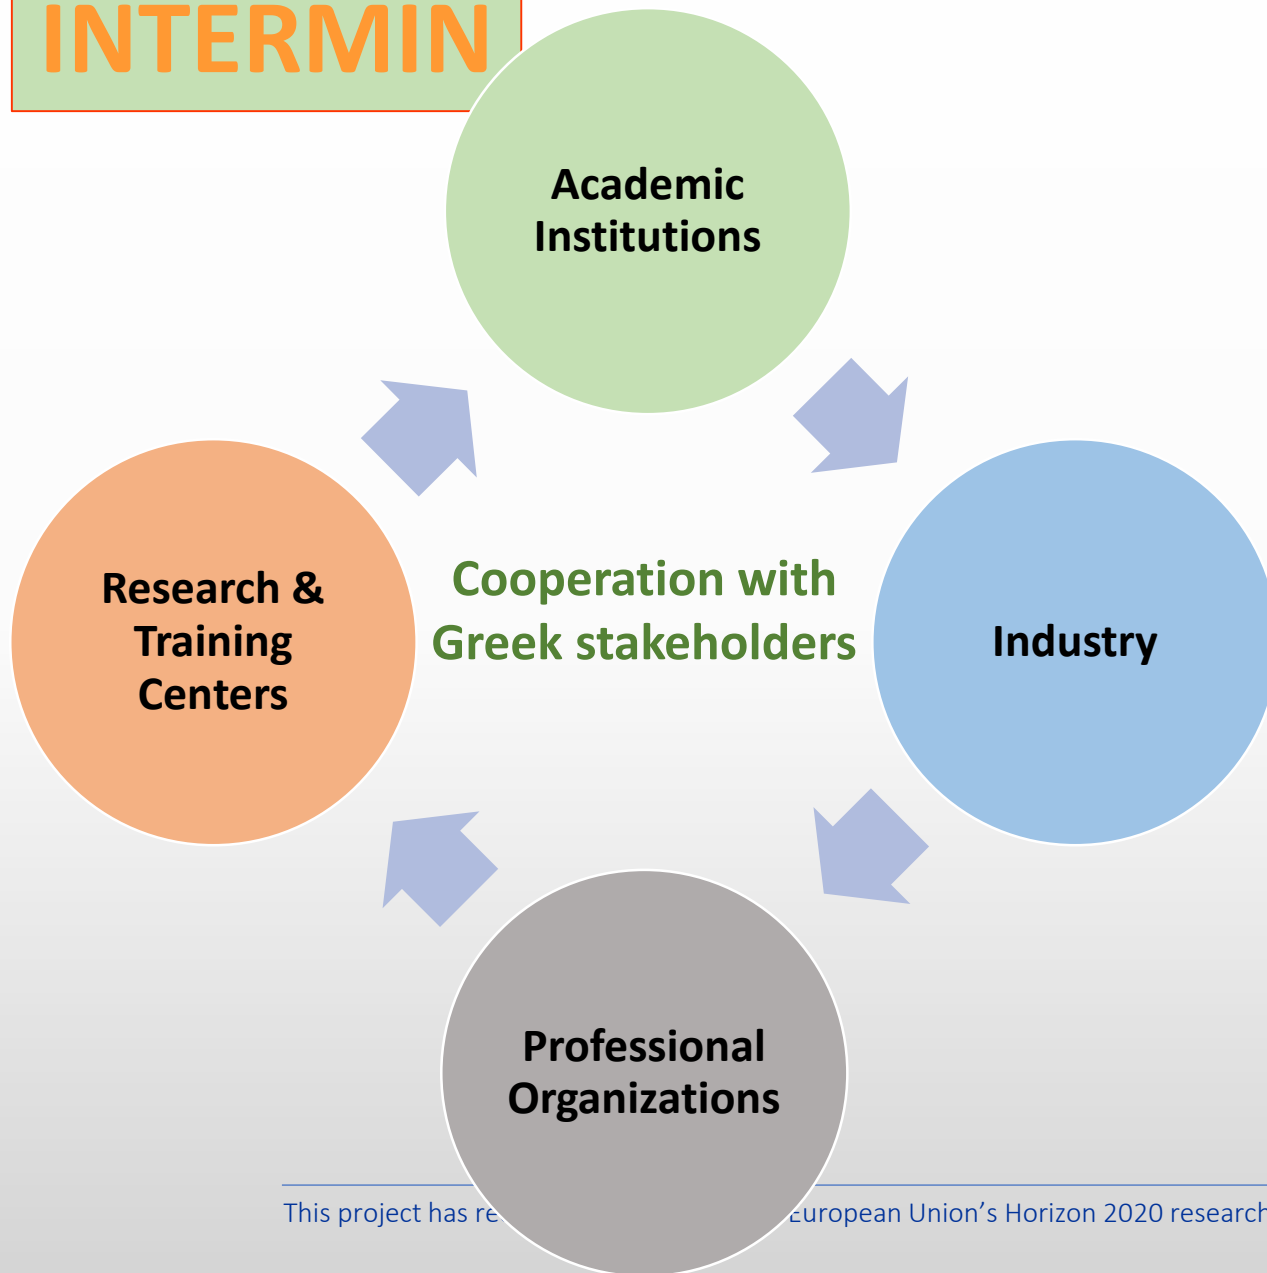 INTERMIN
Academic
Institutions
Research &
Training
Centers
Cooperation with
Greek stakeholders
Industry
Professional
Organizations
This project has European Union’s Horizon 2020 research